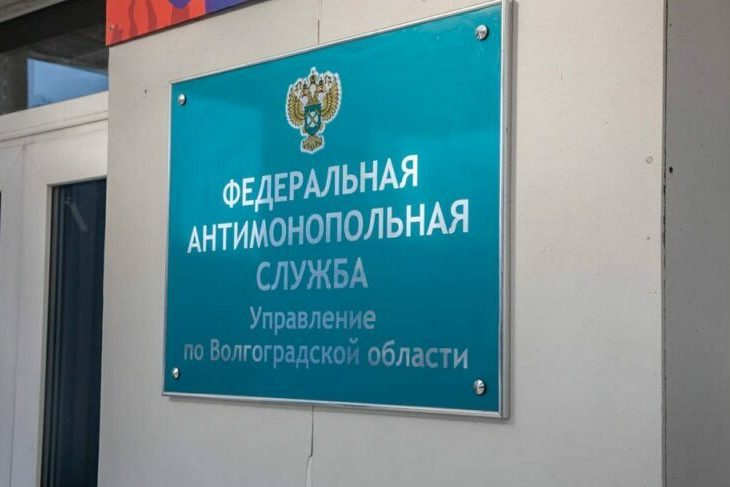 ФЕДЕРАЛЬНАЯ
АНТИМОНОПОЛЬНАЯ
СЛУЖБА
Управление
по Волгоградской области